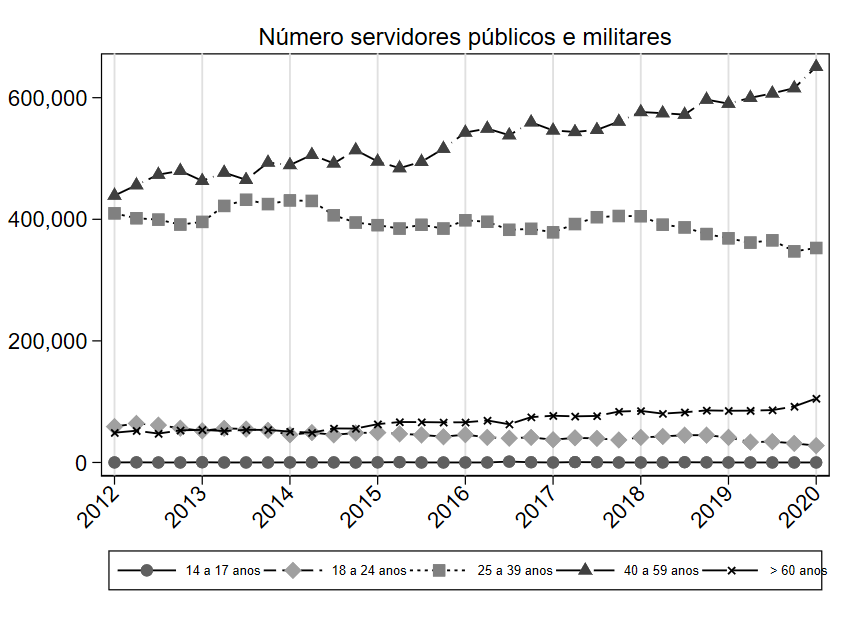 Número servidores públicos e militares
600,000
400,000
200,000
0
2012 2013 2014 2015 2016 2017 2018 2019 2020
14 a 17 anos 18 a 24 anos 25 a 39 anos 40 a 59 anos > 60 anos